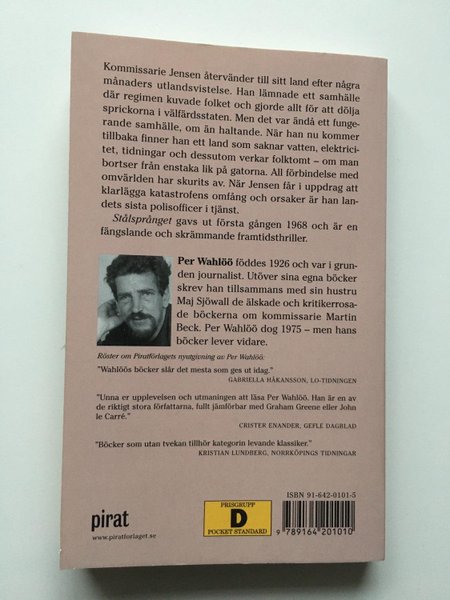 Kommissarie Jensen återvänder till sitt land efter några
månaders utlandsvistelse. Han lämnade ett samhälle
där regimen kuvade folket och gjorde allt för att dölja
sprickorna i välfärdsstaten. Men det var ändå ett funge-
rande samhälle, om än haltande. När han nu kommer
tillbaka finner han ett land som saknar vatten, elektrici-
tet, tidningar och dessutom verkar folktomt – om man
bortser från enstaka lik på gatorna. All förbindelse med
omvärlden har skurits av. När Jensen får i uppdrag att
klarlägga katastrofens omfång och orsaker är han lan-
dets sista polisofficer i tjänst.
Stålsprånget gavs ut första gången 1968 och är en
fängslande och skrämmande framtidsthriller.
Per Wahlöö föddes 1926 och var i grun-
den journalist. Utöver sina egna böcker
skrev han tillsammans med sin hustru
Maj Sjöwall de älskade och kritikerrosa-
de böckerna om kommissarie Martin
Beck. Per Wahlöö dog 1975 – men hans
böcker lever vidare.
Röster om Piratförlagets nyutgivning av Per Wahlöö:
"Wahlöös böcker slår det mesta som ges ut idag."
GABRIELLA HÅKANSSON, LO-TIDNINGEN
"Unna er upplevelsen och utmaningen att läsa Per Wahlöö. Han är en av
de riktigt stora författarna, fullt jämförbar med Graham Greene eller John
le Carré."
CRISTER ENANDER, GEFLE DAGBLAD
"Böcker som utan tvekan tillhör kategorin levande klassiker."
KRISTIAN LUNDBERG, NORRKÖPINGS TIDNINGAR
pirat
www.piratforlaget.se
PRISGRUPP
D
POCKET STANDARD
ISBN 91-642-0101-5
9 789164 201010